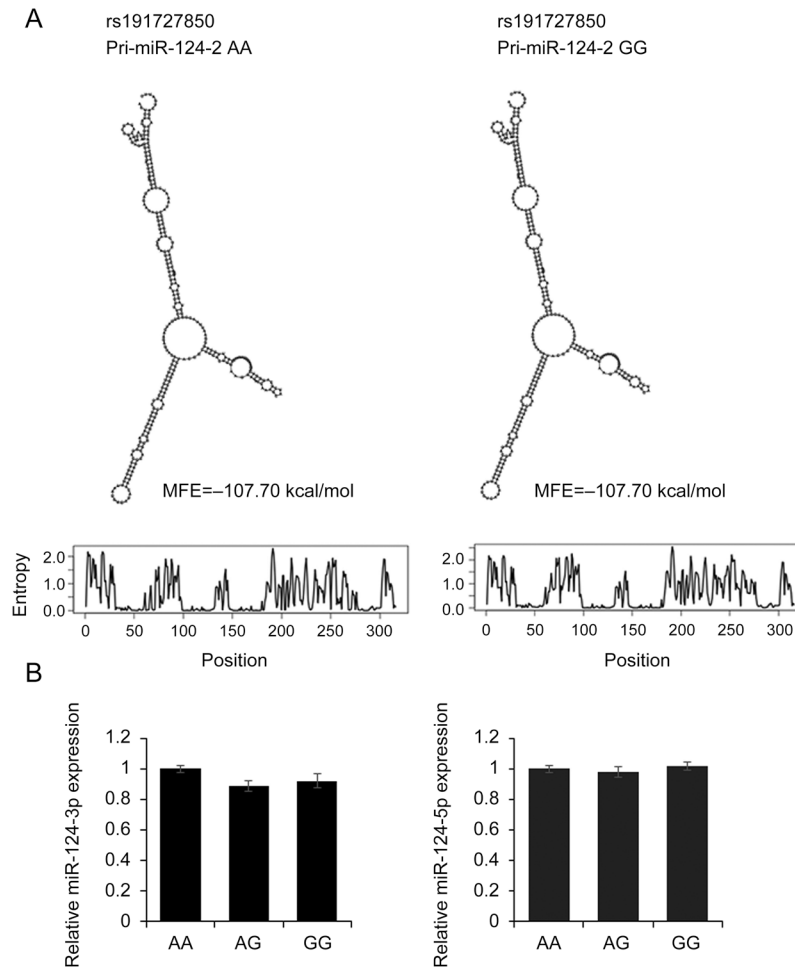 A
rs191727850
Pri-miR-124-2 AA
rs191727850
Pri-miR-124-2 GG
MFE=–107.70 kcal/mol
MFE=–107.70 kcal/mol
Entropy
2.0
1.0
0.0
0 50 100 150 200 250 300
Position
2.0
1.0
0.0
0 50 100 150 200 250 300
Position
B
Relative miR-124-3p expression
1.2
1
0.8
0.6
0.4
0.2
0
AA AG GG
Relative miR-124-5p expression
1.2
1
0.8
0.6
0.4
0.2
0
AA AG GG